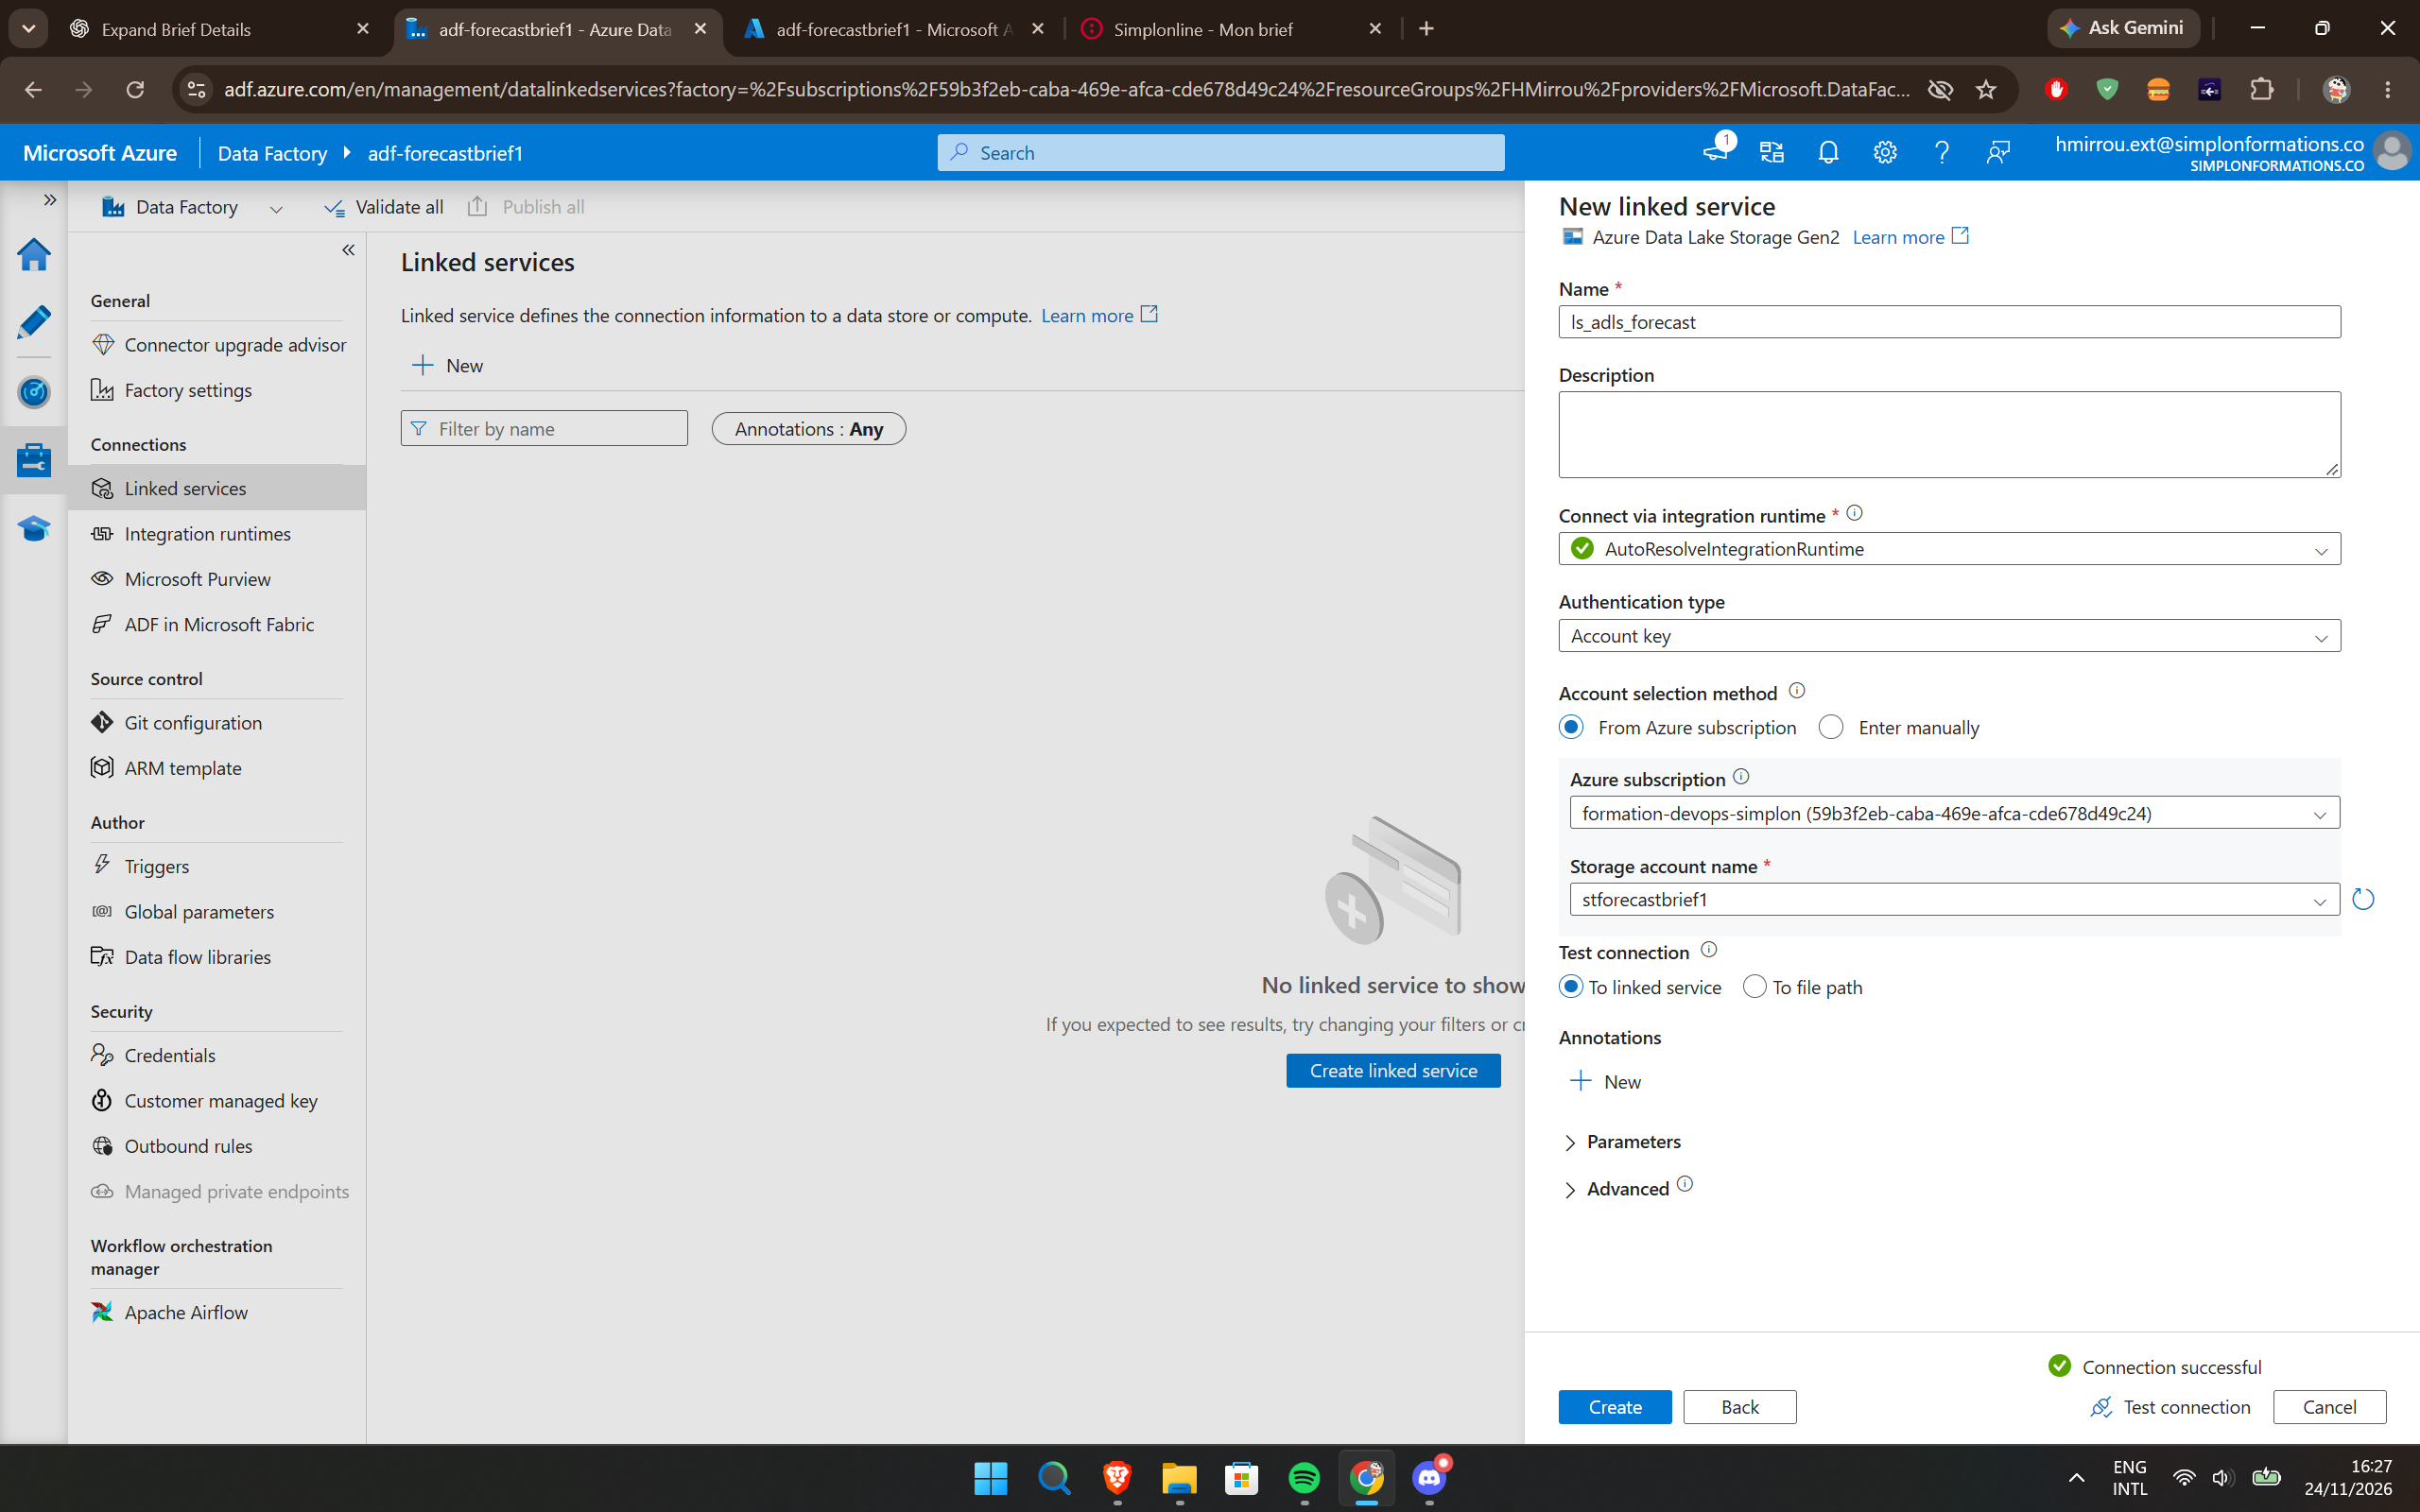 Expand Brief Details
adf-forecastbrief1 - Azure Data
adf-forecastbrief1 - Microsoft A
Simplonline - Mon brief
Ask Gemini
adf.azure.com/en/management/datalinkedservices?factory=%2Fsubscriptions%2F59b3f2eb-caba-469e-afca-cde678d49c24%2FresourceGroups%2FHMirrou%2Fproviders%2FMicrosoft.DataFac...
Microsoft Azure
Data Factory
adf-forecastbrief1
Search
1
hmirrou.ext@simplonformations.co
SIMPLONFORMATIONS.CO
Data Factory
Validate all
Publish all
General
Connector upgrade advisor
Factory settings
Connections
Linked services
Integration runtimes
Microsoft Purview
ADF in Microsoft Fabric
Source control
Git configuration
ARM template
Author
Triggers
Global parameters
Data flow libraries
Security
Credentials
Customer managed key
Outbound rules
Managed private endpoints
Workflow orchestration
manager
Apache Airflow
Linked services
Linked service defines the connection information to a data store or compute. Learn more
New
Filter by name
Annotations : Any
No linked service to show
If you expected to see results, try changing your filters or cr
Create linked service
New linked service
Azure Data Lake Storage Gen2 Learn more
Name *
ls_adls_forecast
Description
Connect via integration runtime *
AutoResolveIntegrationRuntime
Authentication type
Account key
Account selection method
From Azure subscription
Enter manually
Azure subscription
formation-devops-simplon (59b3f2eb-caba-469e-afca-cde678d49c24)
Storage account name *
stforecastbrief1
Test connection
To linked service
To file path
Annotations
New
Parameters
Advanced
Connection successful
Create
Back
Test connection
Cancel
ENG
INTL
16:27
24/11/2026